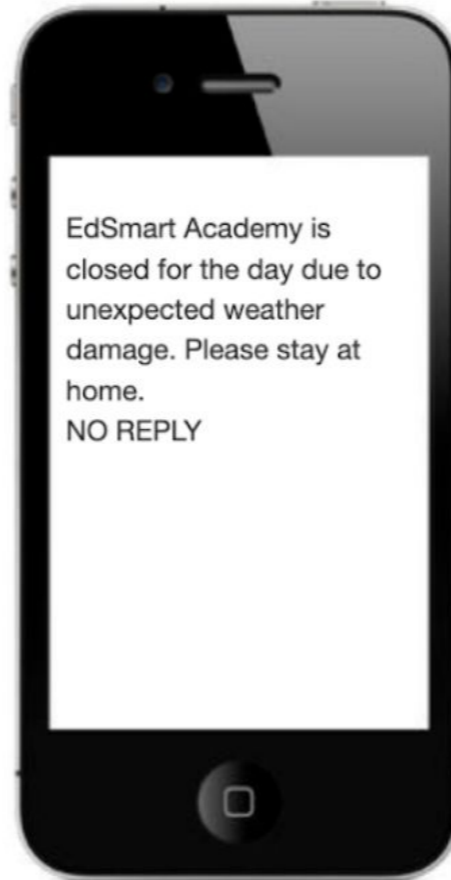 EdSmart Academy is
closed for the day due to
unexpected weather
damage. Please stay at
home.
NO REPLY